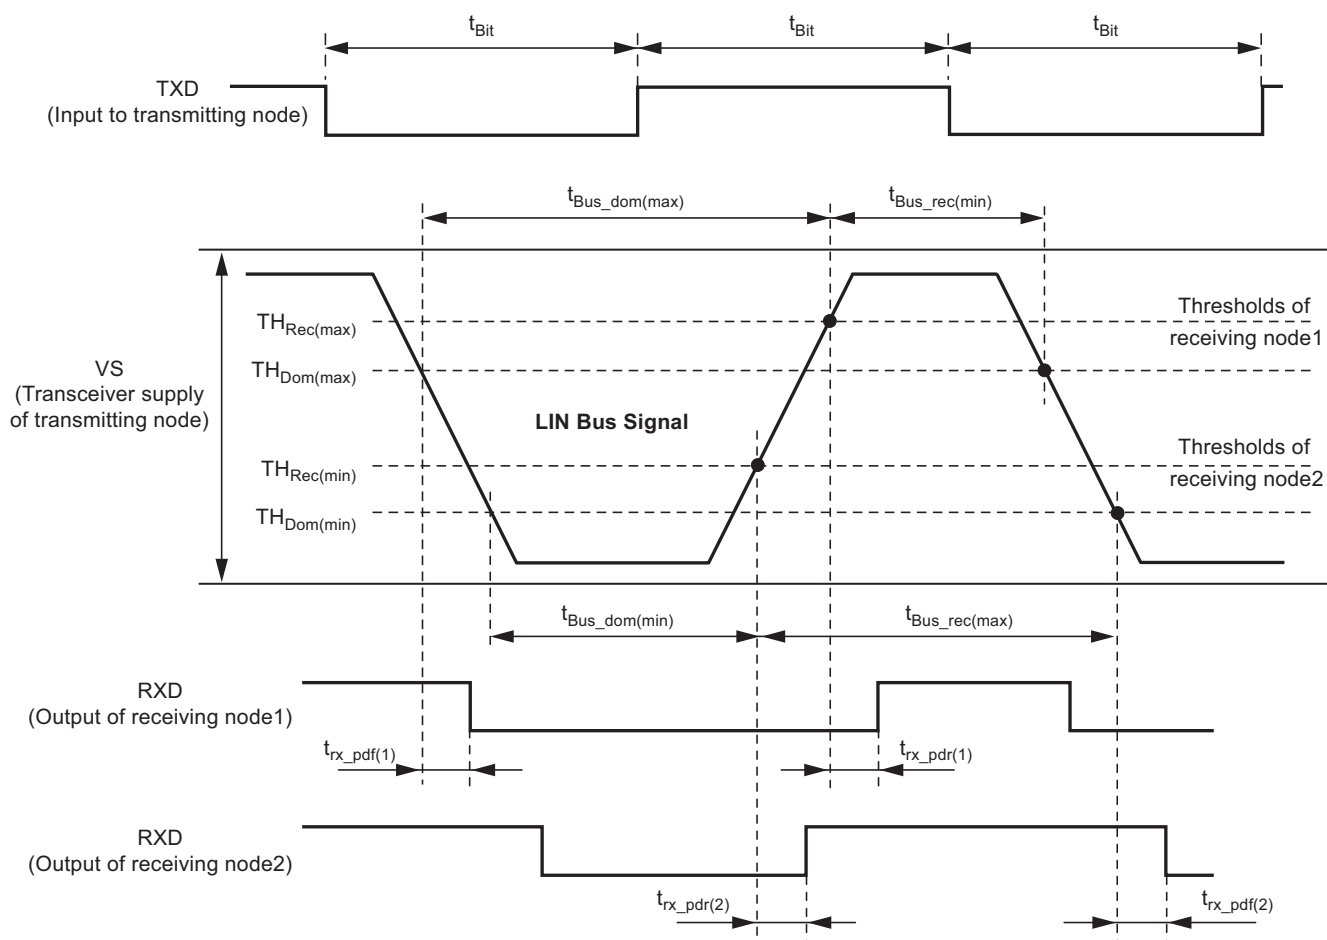 tBit
tBit
tBit
TXD
(Input to transmitting node)
tBus_dom(max)
tBus_rec(min)
THRec(max)
Thresholds of
receiving node1
VS
(Transceiver supply
of transmitting node)
THDom(max)
LIN Bus Signal
THRec(min)
Thresholds of
receiving node2
THDom(min)
tBus_dom(min)
tBus_rec(max)
RXD
(Output of receiving node1)
trx_pdf(1)
trx_pdr(1)
RXD
(Output of receiving node2)
trx_pdr(2)
trx_pdf(2)